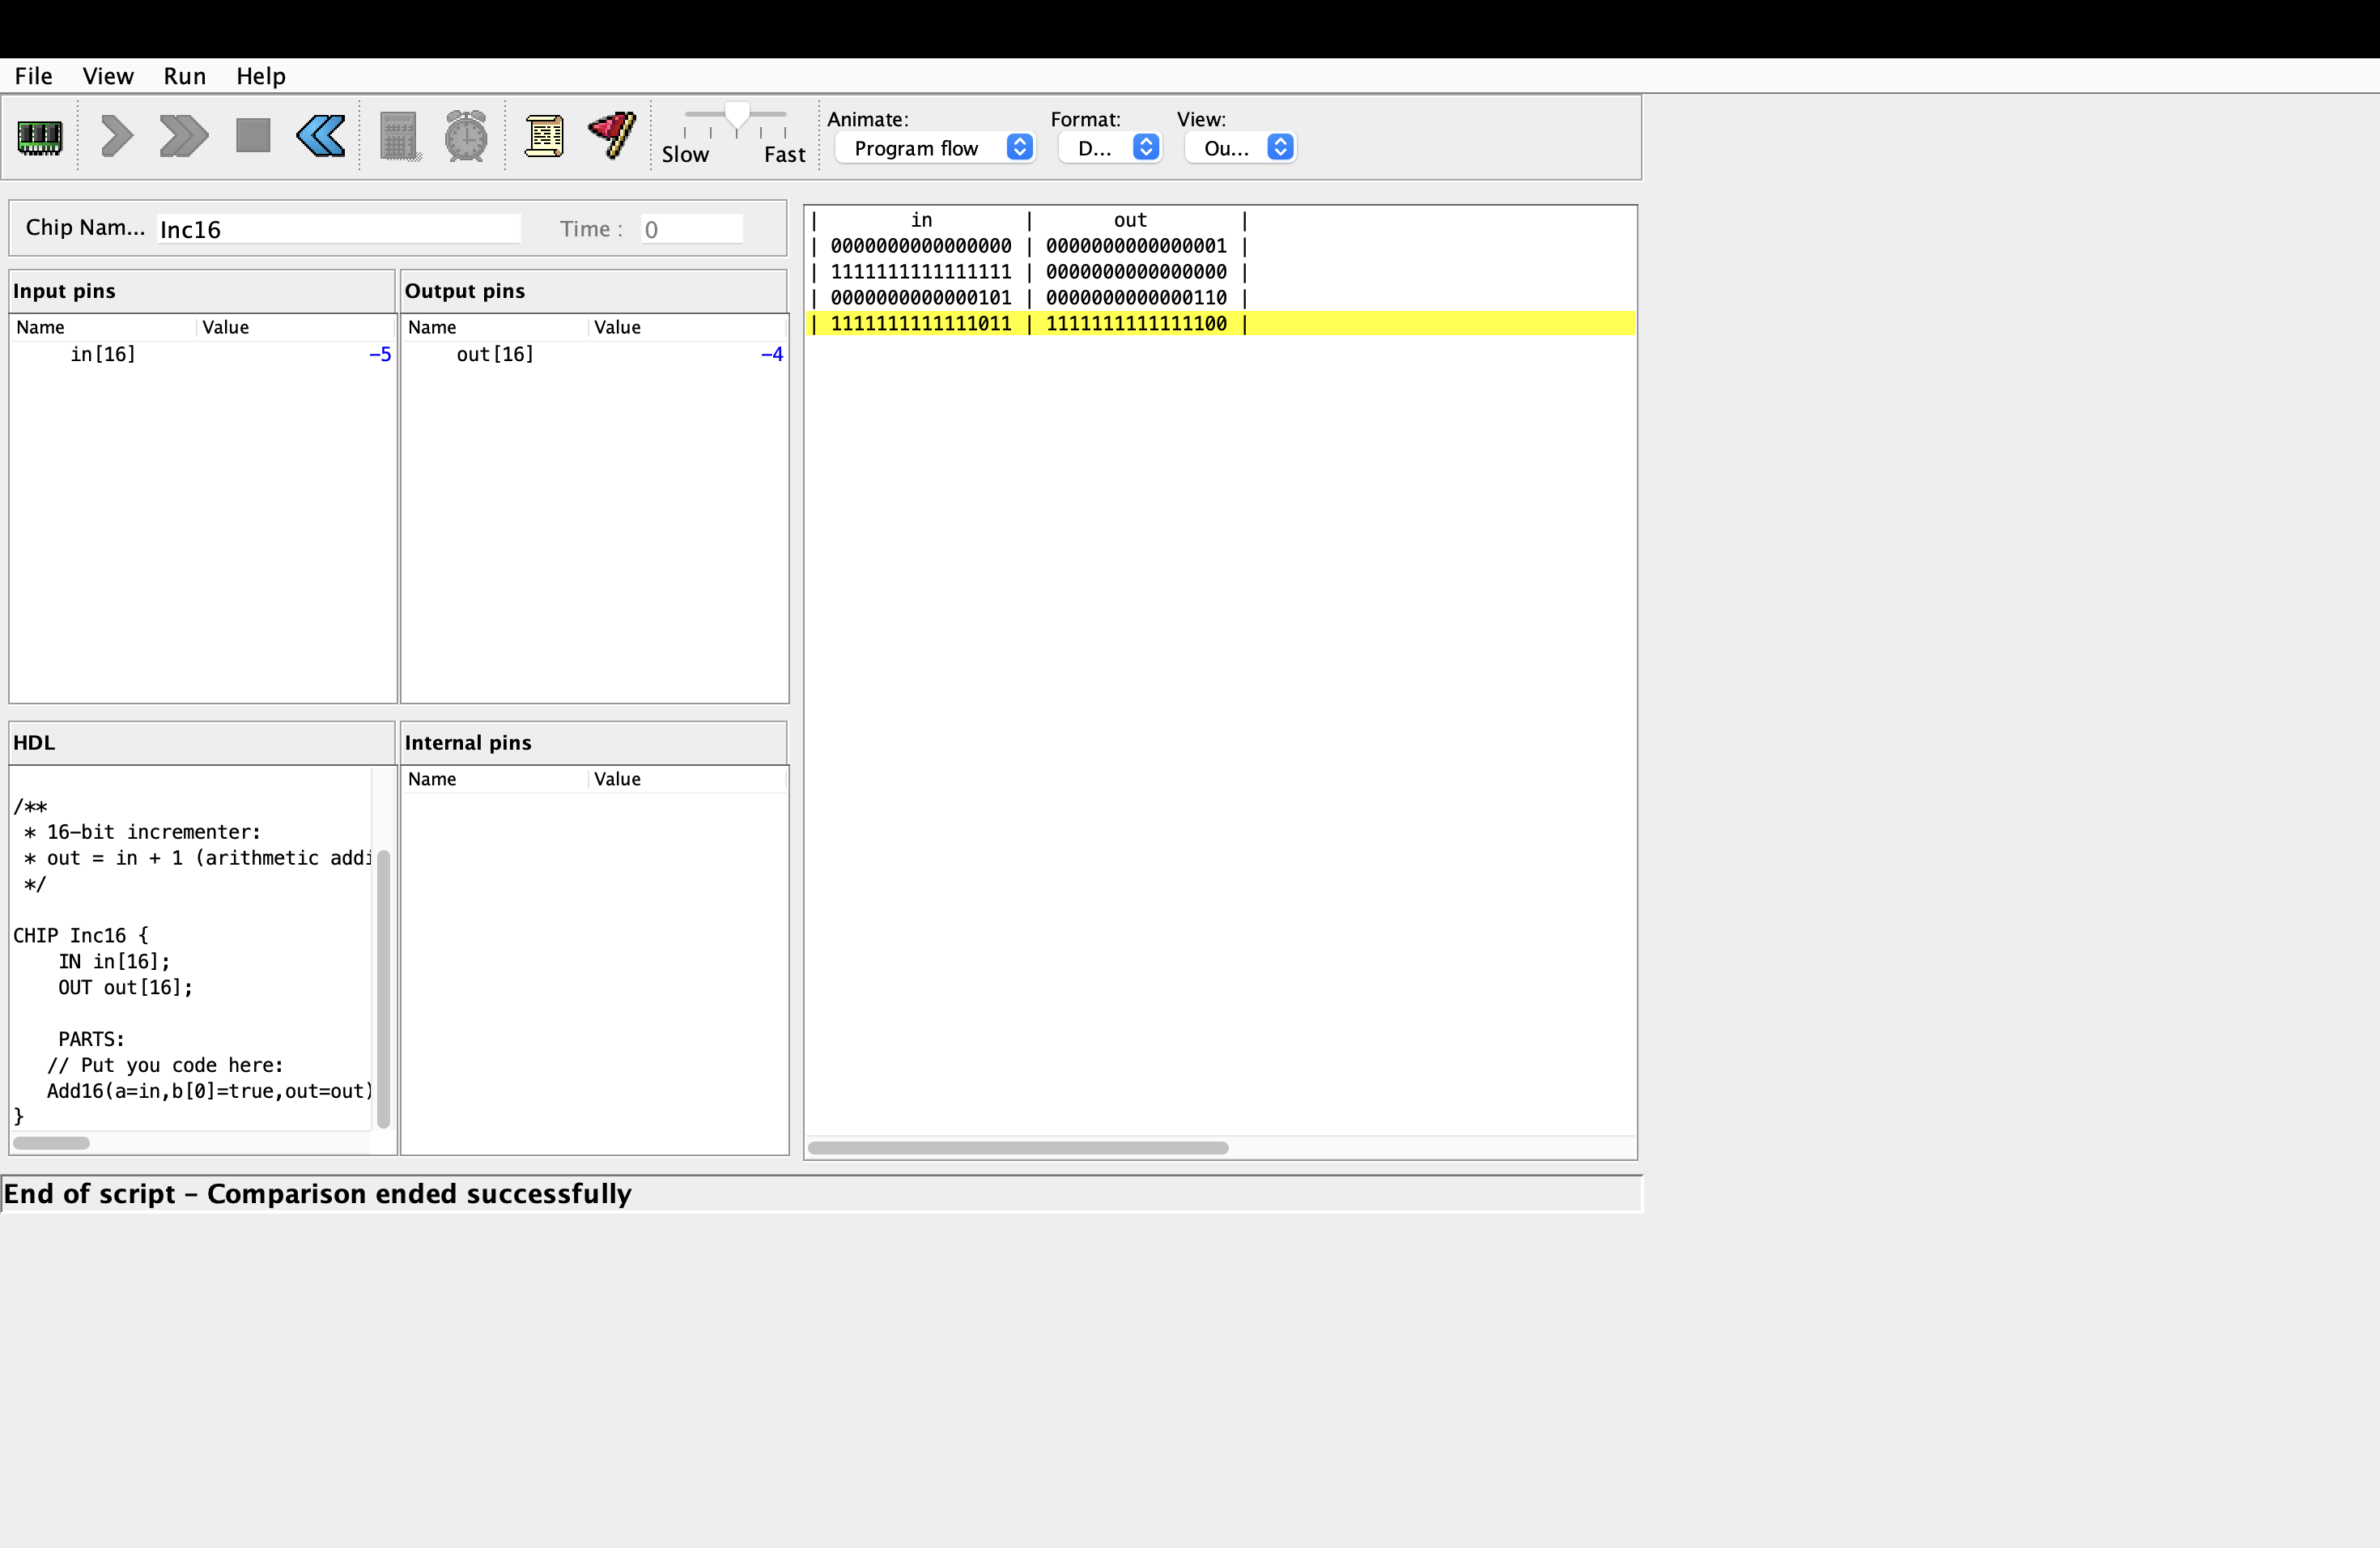 File View Run Help
Animate: Format: View:
Slow Fast Program flow D... Ou...
Chip Nam... Inc16 Time : 0
Input pins Output pins
Name Value Name Value
in[16] -5 out[16] -4
HDL Internal pins
Name Value
/**
* 16-bit incrementer:
* out = in + 1 (arithmetic addi
*/
CHIP Inc16 {
IN in[16];
OUT out[16];
PARTS:
// Put you code here:
Add16(a=in,b[0]=true,out=out)
}
| in | out |
| 0000000000000000 | 0000000000000001 |
| 1111111111111111 | 0000000000000000 |
| 0000000000000101 | 0000000000000110 |
| 1111111111111011 | 1111111111111100 |
End of script - Comparison ended successfully